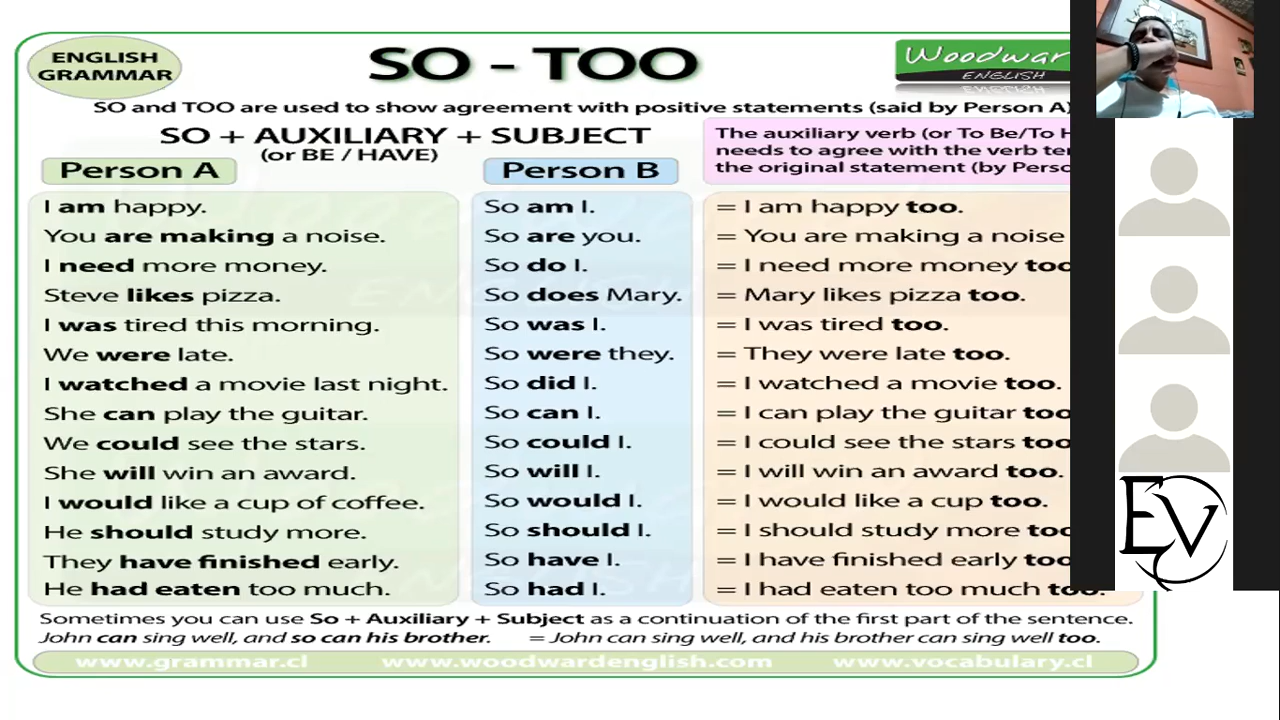 ENGLISH
GRAMMAR
SO - TOO
ENGLISH
SO and TOO are used to show agreement with positive statements (said by Person A)
SO + AUXILIARY + SUBJECT
(or BE / HAVE)
The auxiliary verb (or To Be/To
needs to agree with the verb
the original statement (by
Person A
Person B
I am happy. So am I. = I am happy too.
You are making a noise. So are you. = You are making a noise
I need more money. So do I. = I need more money too
Steve likes pizza. So does Mary. = Mary likes pizza too.
I was tired this morning. So was I. = I was tired too.
We were late. So were they. = They were late too.
I watched a movie last night. So did I. = I watched a movie too.
She can play the guitar. So can I. = I can play the guitar too
We could see the stars. So could I. = I could see the stars too
She will win an award. So will I. = I will win an award too.
I would like a cup of coffee. So would I. = I would like a cup too.
He should study more. So should I. = I should study more too
They have finished early. So have I. = I have finished early too
He had eaten too much. So had I. = I had eaten too much too.
Sometimes you can use So + Auxiliary + Subject as a continuation of the first part of the sentence.
John can sing well, and so can his brother. = John can sing well, and his brother can sing well too.
www.grammar.cl www.woodwardenglish.com www.vocabulary.cl
EV